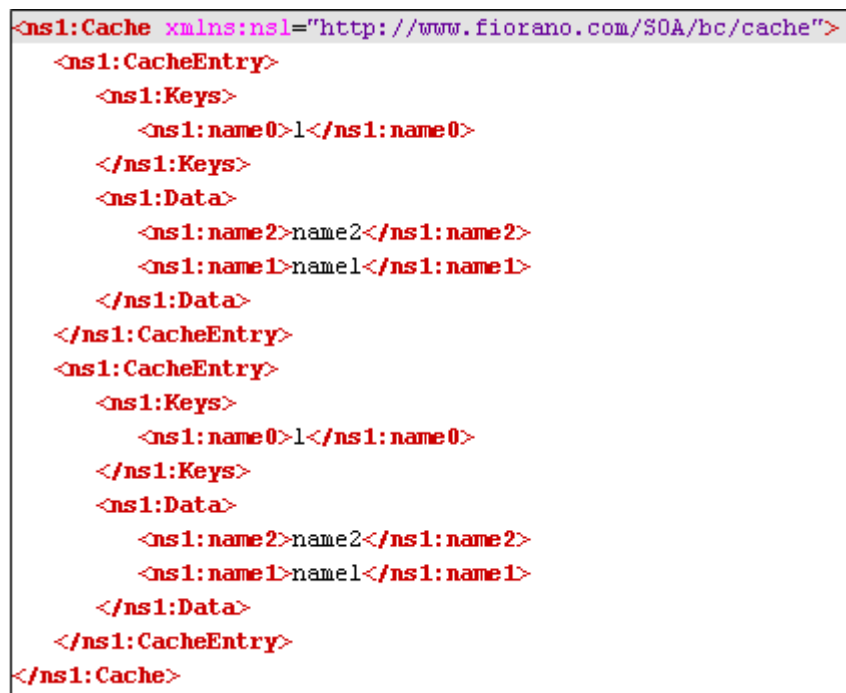 <ns1:Cache xmlns:ns1="http://www.fiorano.com/SOA/bc/cache">
<ns1:CacheEntry>
<ns1:Keys>
<ns1:name0>1</ns1:name0>
</ns1:Keys>
<ns1:Data>
<ns1:name2>name2</ns1:name2>
<ns1:name1>name1</ns1:name1>
</ns1:Data>
</ns1:CacheEntry>
<ns1:CacheEntry>
<ns1:Keys>
<ns1:name0>1</ns1:name0>
</ns1:Keys>
<ns1:Data>
<ns1:name2>name2</ns1:name2>
<ns1:name1>name1</ns1:name1>
</ns1:Data>
</ns1:CacheEntry>
</ns1:Cache>